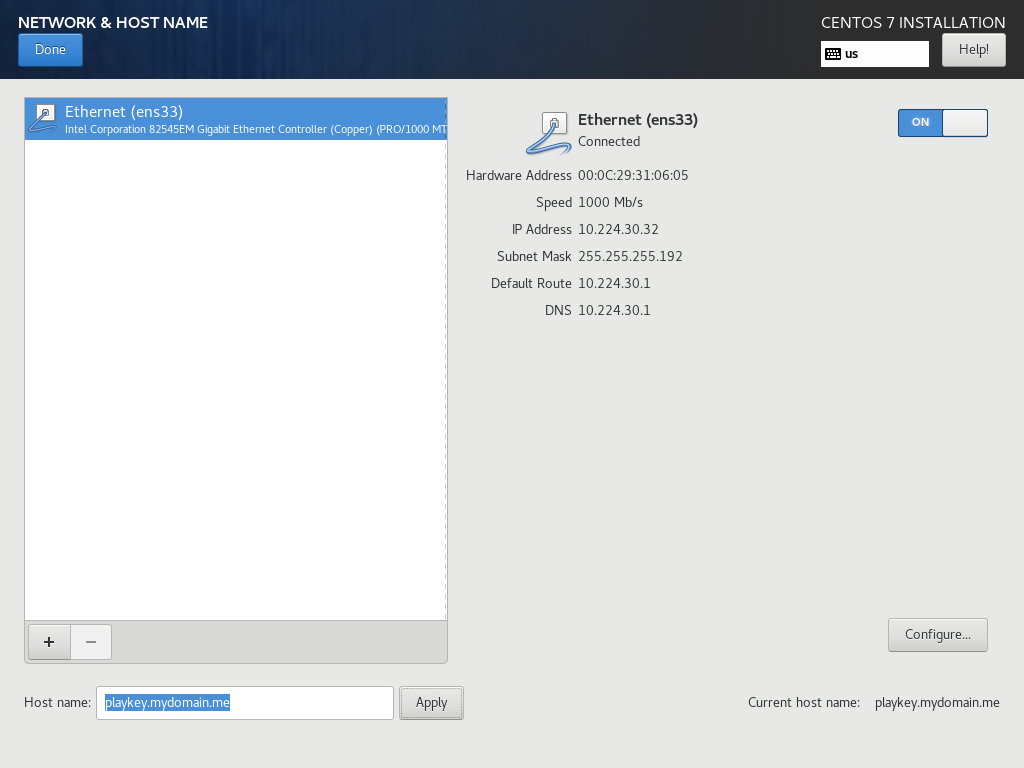 NETWORK & HOST NAME
CENTOS 7 INSTALLATION
Done
us
Help!
Ethernet (ens33)
Intel Corporation 82545EM Gigabit Ethernet Controller (Copper) (PRO/1000 MT
Ethernet (ens33)
Connected
ON
Hardware Address 00:0C:29:31:06:05
Speed 1000 Mb/s
IP Address 10.224.30.32
Subnet Mask 255.255.255.192
Default Route 10.224.30.1
DNS 10.224.30.1
+ −
Configure...
Host name: playkey.mydomain.me Apply
Current host name: playkey.mydomain.me